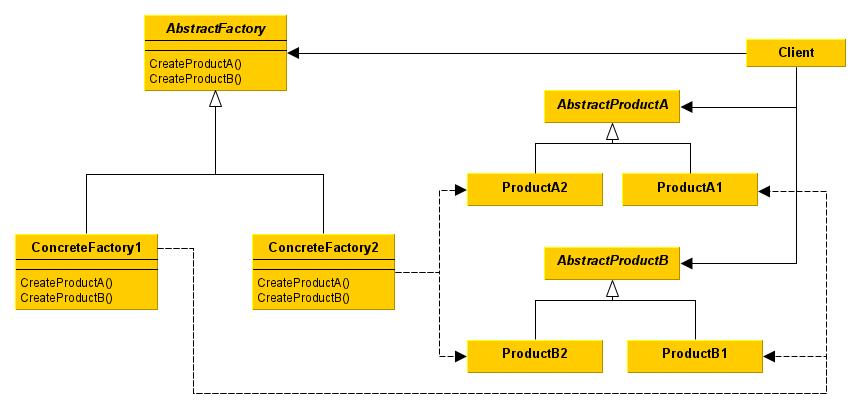 AbstractFactory
CreateProductA()
CreateProductB()
Client
AbstractProductA
ProductA2
ProductA1
ConcreteFactory1
CreateProductA()
CreateProductB()
ConcreteFactory2
CreateProductA()
CreateProductB()
AbstractProductB
ProductB2
ProductB1